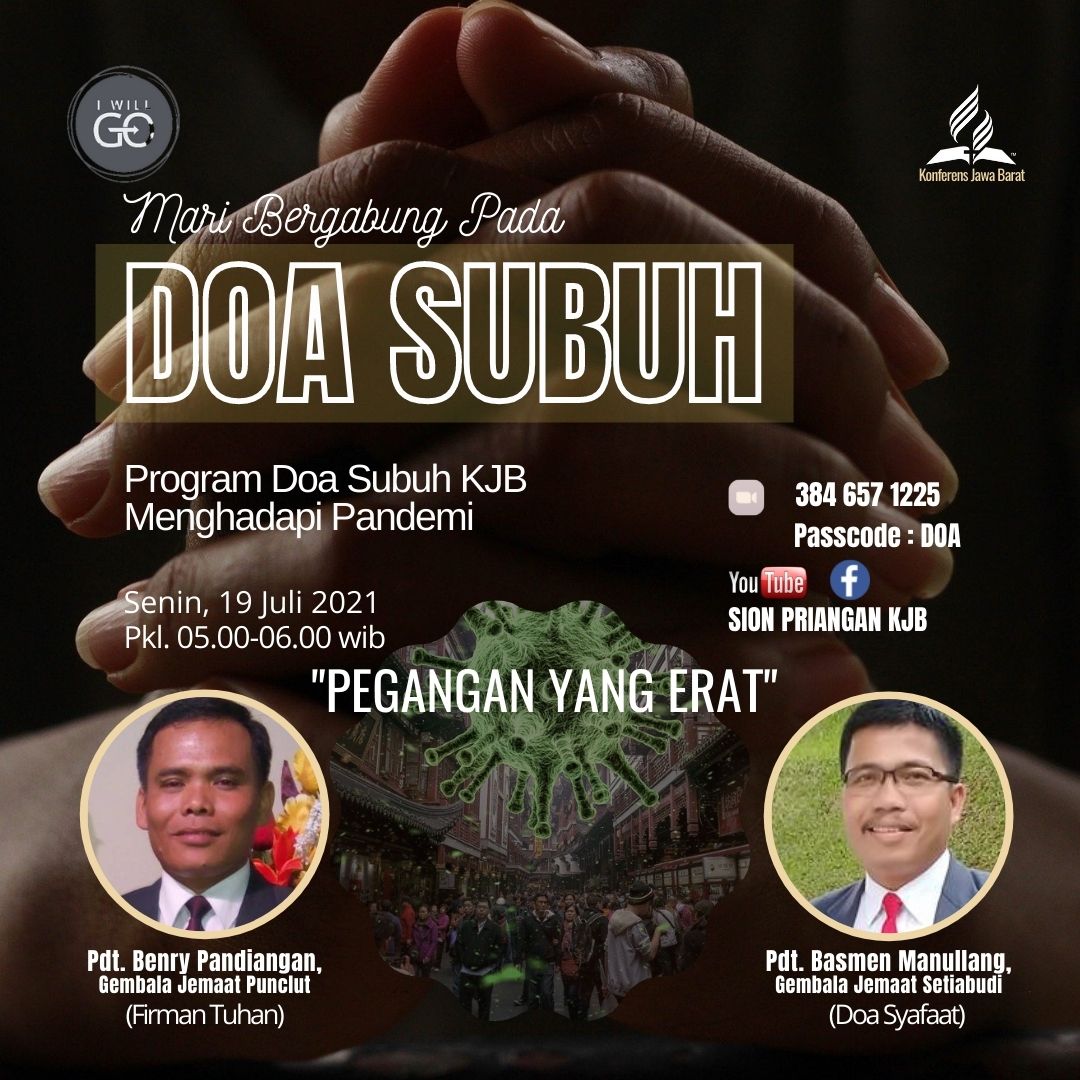 I WILL
GO
Konferens Jawa Barat
Mari Bergabung Pada
DOA SUBUH
Program Doa Subuh KJB
Menghadapi Pandemi
384 657 1225
Passcode : DOA
Senin, 19 Juli 2021
Pkl. 05.00-06.00 wib
YouTube
SION PRIANGAN KJB
"PEGANGAN YANG ERAT"
Pdt. Benry Pandiangan,
Gembala Jemaat Punclut
(Firman Tuhan)
Pdt. Basmen Manullang,
Gembala Jemaat Setiabudi
(Doa Syafaat)